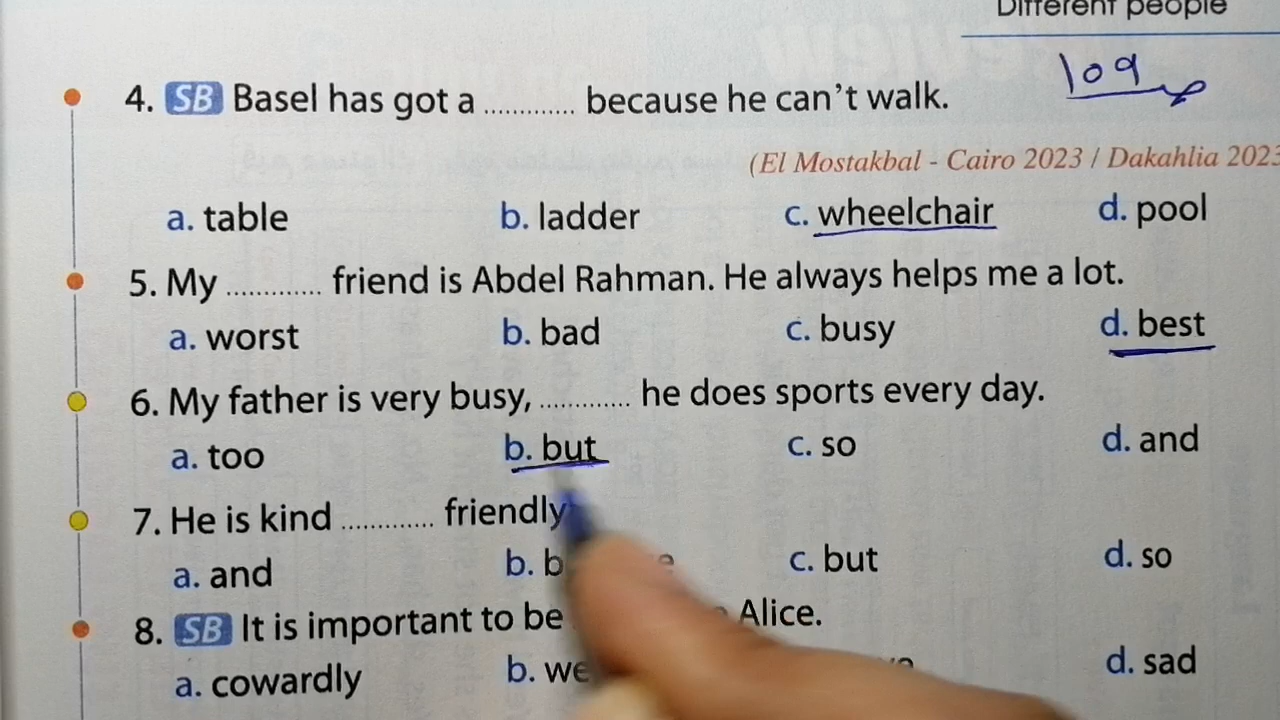 Different people
109
4. SB Basel has got a ............ because he can't walk.
(El Mostakbal - Cairo 2023 / Dakahlia 2023
a. table b. ladder c. wheelchair d. pool
5. My ............ friend is Abdel Rahman. He always helps me a lot.
a. worst b. bad c. busy d. best
6. My father is very busy, ............ he does sports every day.
a. too b. but c. so d. and
7. He is kind ............ friendly
a. and b. c. but d. so
8. SB It is important to be Alice.
a. cowardly b. d. sad